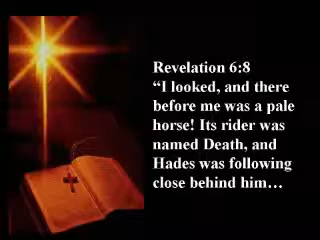 Revelation 6:8
“I looked, and there
before me was a pale
horse! Its rider was
named Death, and
Hades was following
close behind him…